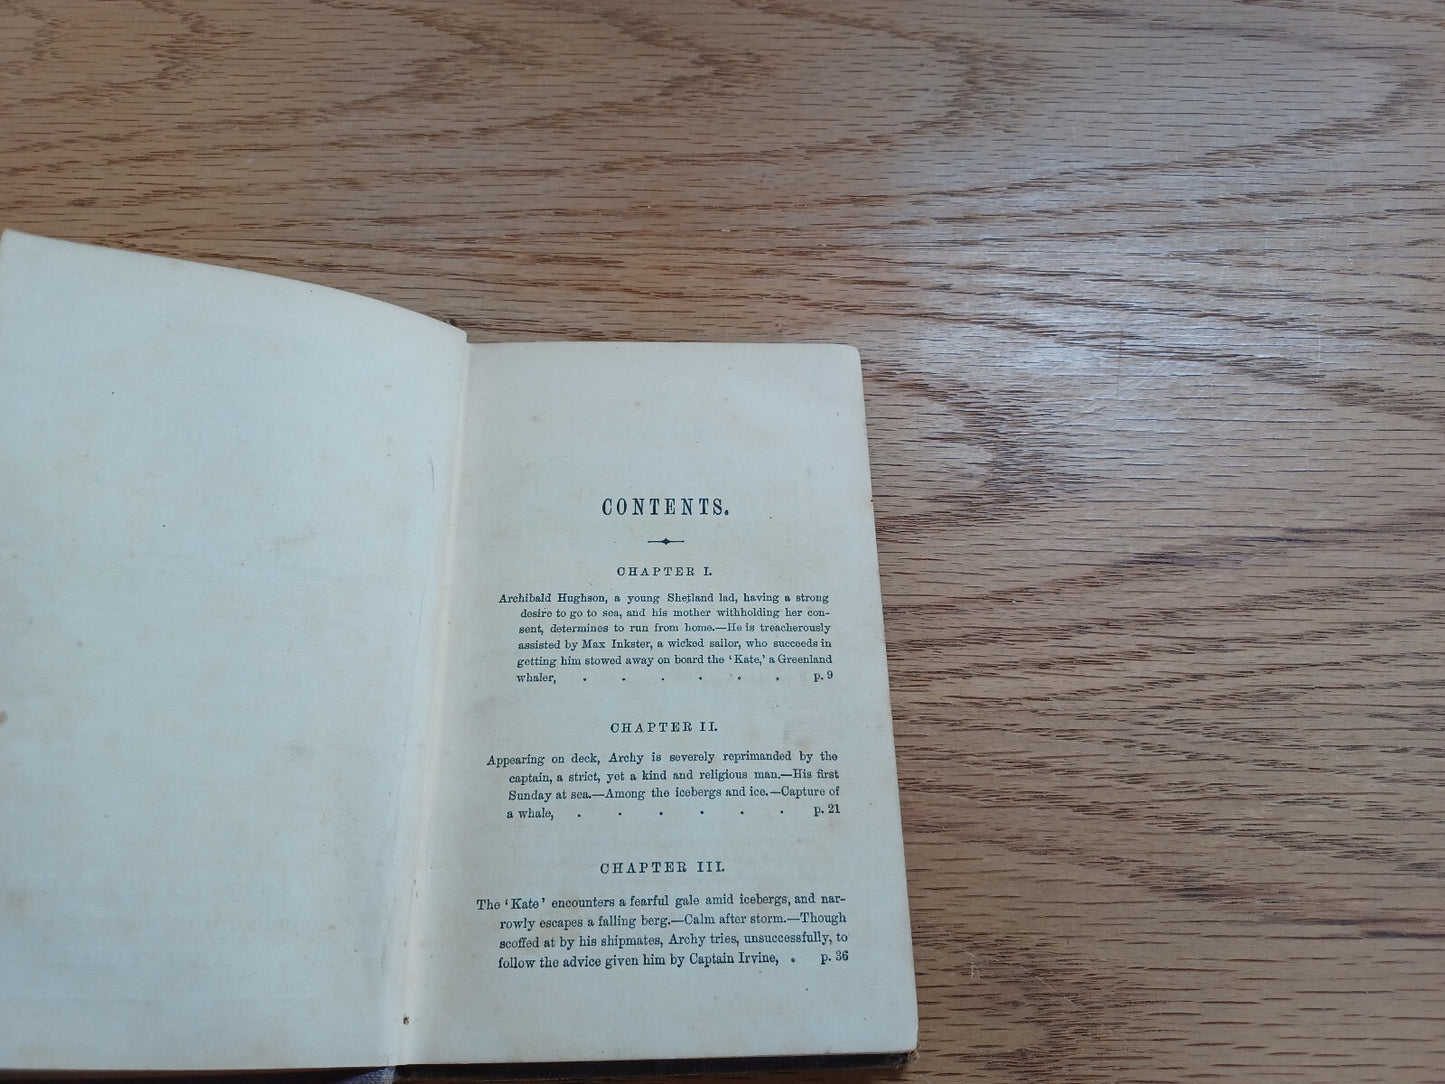 CONTENTS.
CHAPTER I.
Archibald Hughson, a young Shetland lad, having a strong
desire to go to sea, and his mother withholding her con-
sent, determines to run from home.—He is treacherously
assisted by Max Inkster, a wicked sailor, who succeeds in
getting him stowed away on board the ‘Kate,’ a Greenland
whaler, . . . . . . p. 9
CHAPTER II.
Appearing on deck, Archy is severely reprimanded by the
captain, a strict, yet a kind and religious man.—His first
Sunday at sea.—Among the icebergs and ice.—Capture of
a whale, . . . . . . p. 21
CHAPTER III.
The ‘Kate’ encounters a fearful gale amid icebergs, and nar-
rowly escapes a falling berg.—Calm after storm.—Though
scoffed at by his shipmates, Archy tries, unsuccessfully, to
follow the advice given him by Captain Irvine, . p. 36